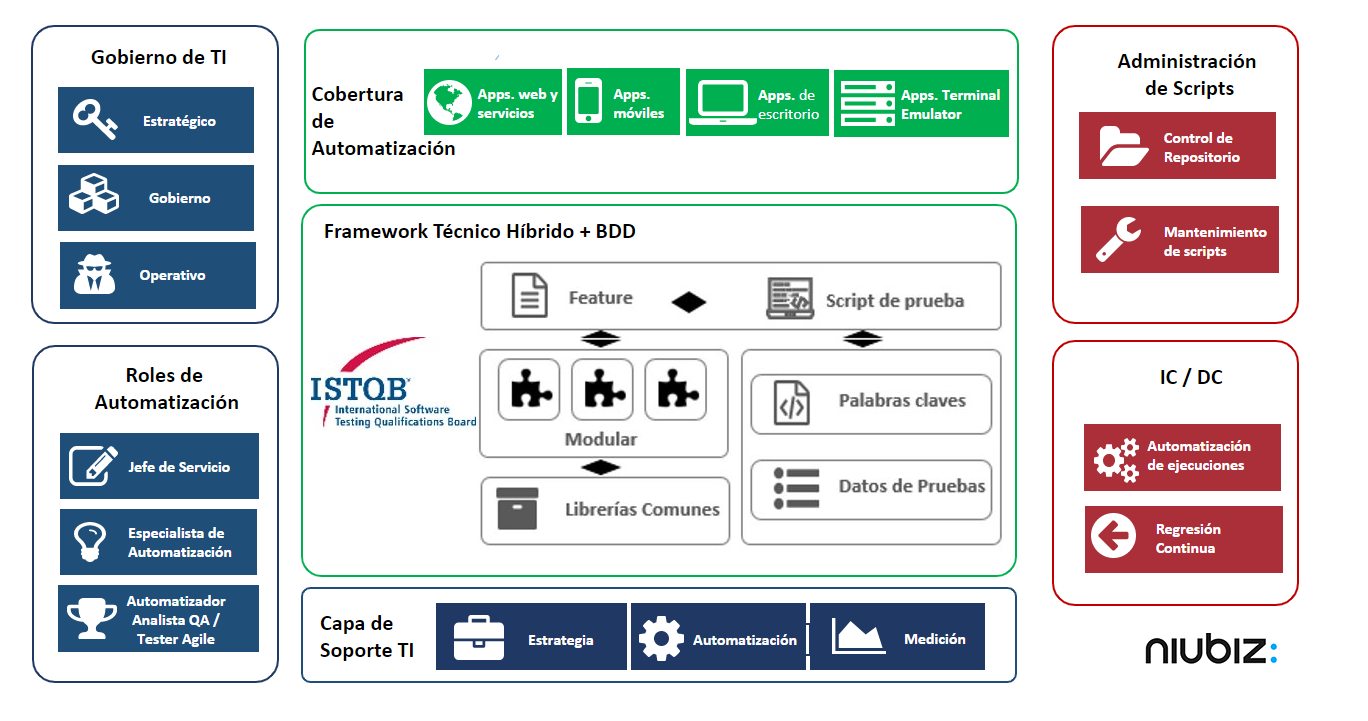 Gobierno de TI
Estratégico
Gobierno
Operativo
Roles de
Automatización
Jefe de Servicio
Especialista de
Automatización
Automatizador
Analista QA /
Tester Agile
Cobertura
de
Automatización
Apps. web y
servicios
Apps.
móviles
Apps. de
escritorio
Apps. Terminal
Emulator
Framework Técnico Híbrido + BDD
Feature
Script de prueba
ISTQB
International Software
Testing Qualifications Board
Modular
Librerías Comunes
Palabras claves
Datos de Pruebas
Capa de
Soporte TI
Estrategia
Automatización
Medición
Administración
de Scripts
Control de
Repositorio
Mantenimiento
de scripts
IC / DC
Automatización
de ejecuciones
Regresión
Continua
niubiz: